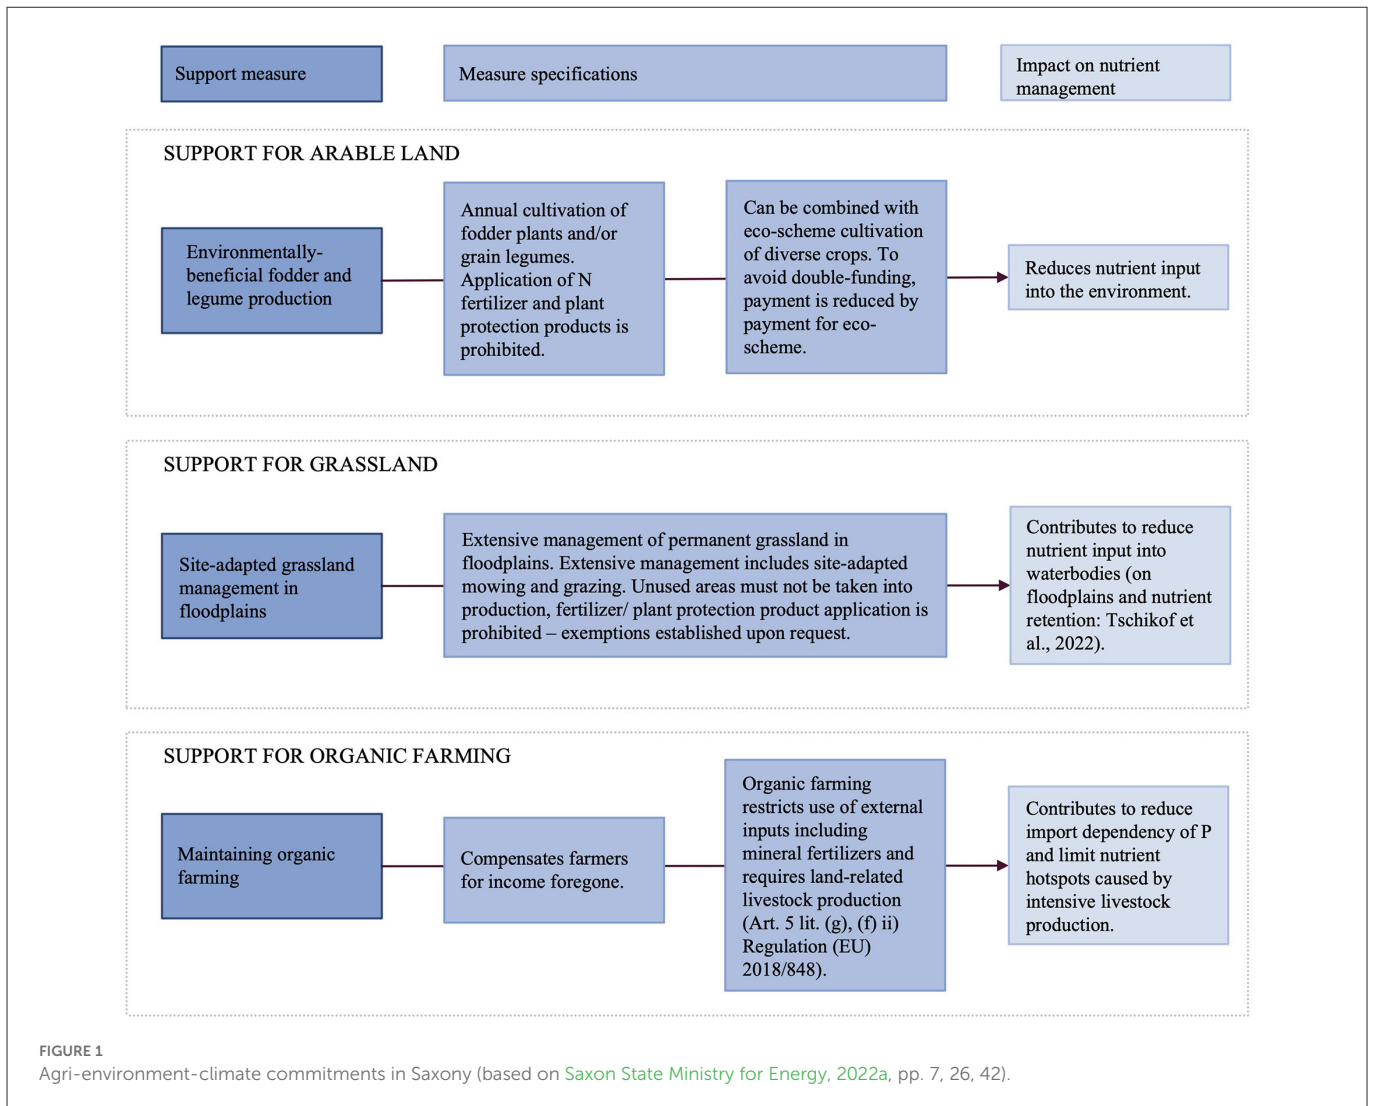 Support measure
Measure specifications
Impact on nutrient
management
SUPPORT FOR ARABLE LAND
Environmentally-
beneficial fodder and
legume production
Annual cultivation of
fodder plants and/or
grain legumes.
Application of N
fertilizer and plant
protection products is
prohibited.
Can be combined with
eco-scheme cultivation
of diverse crops. To
avoid double-funding,
payment is reduced by
payment for eco-
scheme.
Reduces nutrient input
into the environment.
SUPPORT FOR GRASSLAND
Site-adapted grassland
management in
floodplains
Extensive management of permanent grassland in
floodplains. Extensive management includes site-adapted
mowing and grazing. Unused areas must not be taken into
production, fertilizer/ plant protection product application is
prohibited – exemptions established upon request.
Contributes to reduce
nutrient input into
waterbodies (on
floodplains and nutrient
retention: Tschikof et
al., 2022).
SUPPORT FOR ORGANIC FARMING
Maintaining organic
farming
Compensates farmers
for income foregone.
Organic farming
restricts use of external
inputs including
mineral fertilizers and
requires land-related
livestock production
(Art. 5 lit. (g), (f) ii)
Regulation (EU)
2018/848).
Contributes to reduce
import dependency of P
and limit nutrient
hotspots caused by
intensive livestock
production.
FIGURE 1
Agri-environment-climate commitments in Saxony (based on Saxon State Ministry for Energy, 2022a, pp. 7, 26, 42).